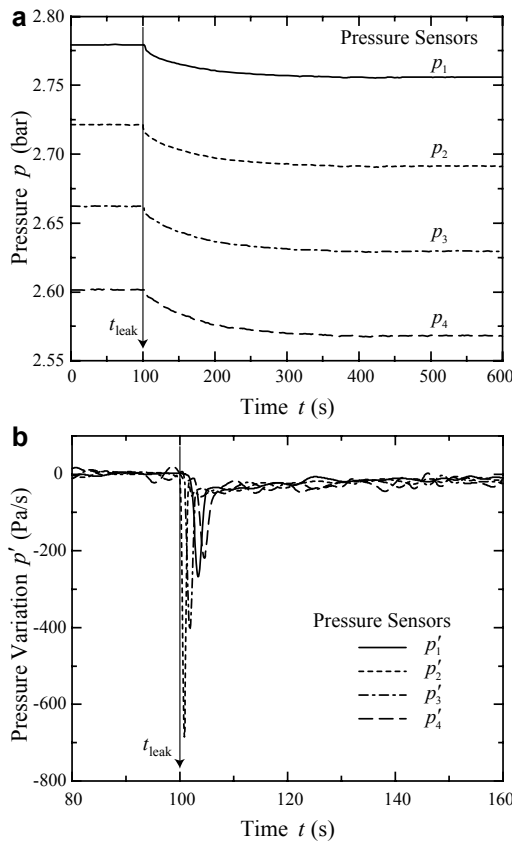 a
2.80
2.75
2.70
2.65
2.60
2.55
Pressure p (bar)
Pressure Sensors
p₁
p₂
p₃
p₄
t_leak
0 100 200 300 400 500 600
Time t (s)
b
0
-200
-400
-600
-800
Pressure Variation p′ (Pa/s)
Pressure Sensors
p′₁
p′₂
p′₃
p′₄
t_leak
80 100 120 140 160
Time t (s)